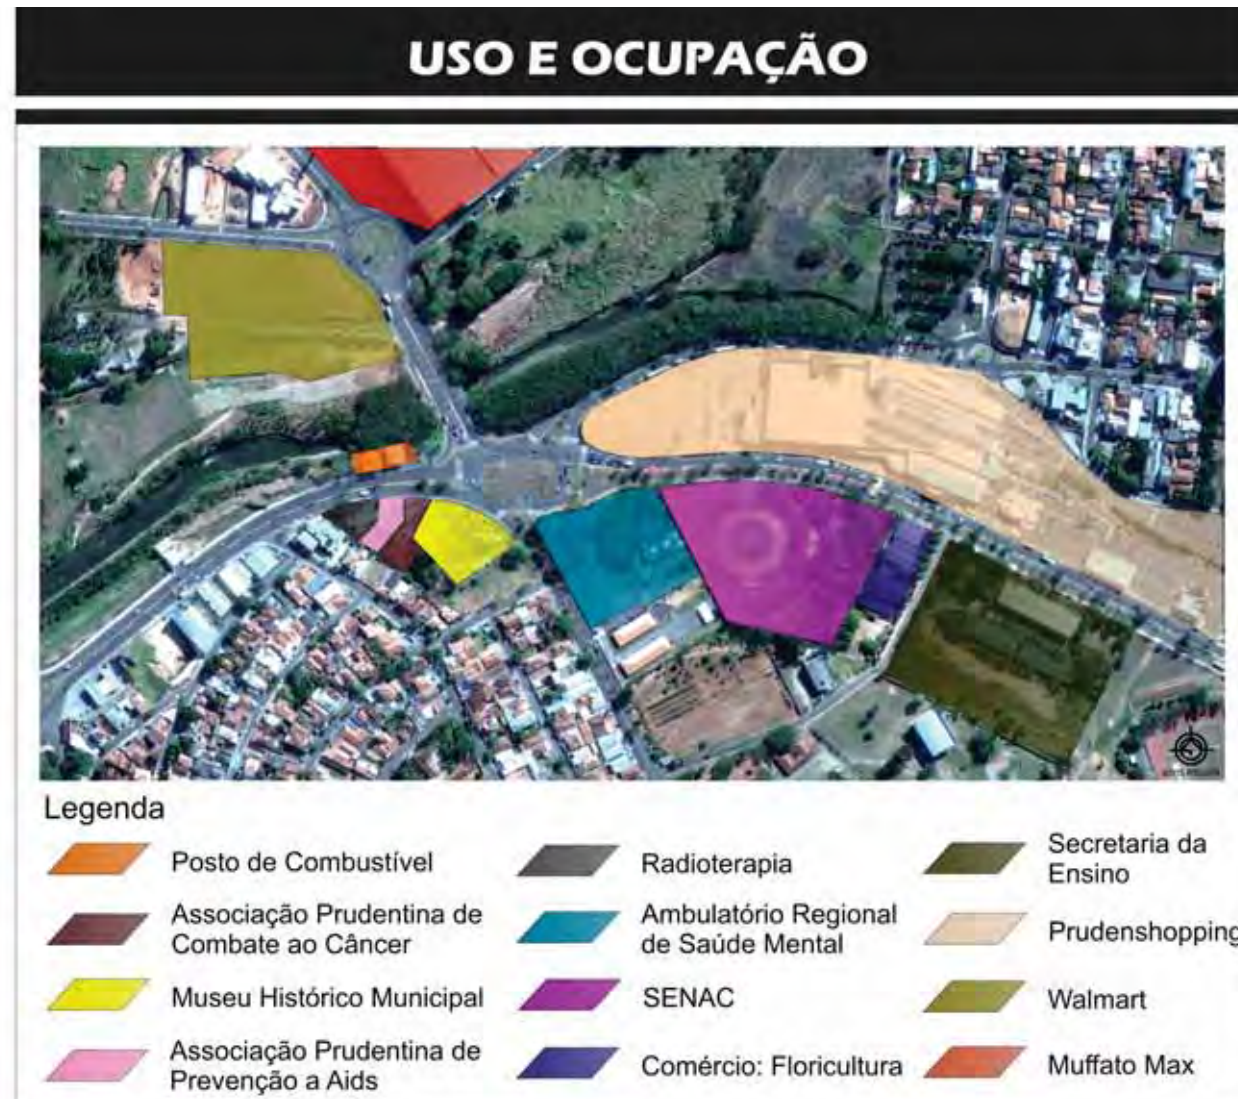 USO E OCUPAÇÃO
Legenda
Posto de Combustível
Associação Prudentina de
Combate ao Câncer
Museu Histórico Municipal
Associação Prudentina de
Prevenção a Aids
Radioterapia
Ambulatório Regional
de Saúde Mental
SENAC
Comércio: Floricultura
Secretaria da
Ensino
Prudenshopping
Walmart
Muffato Max